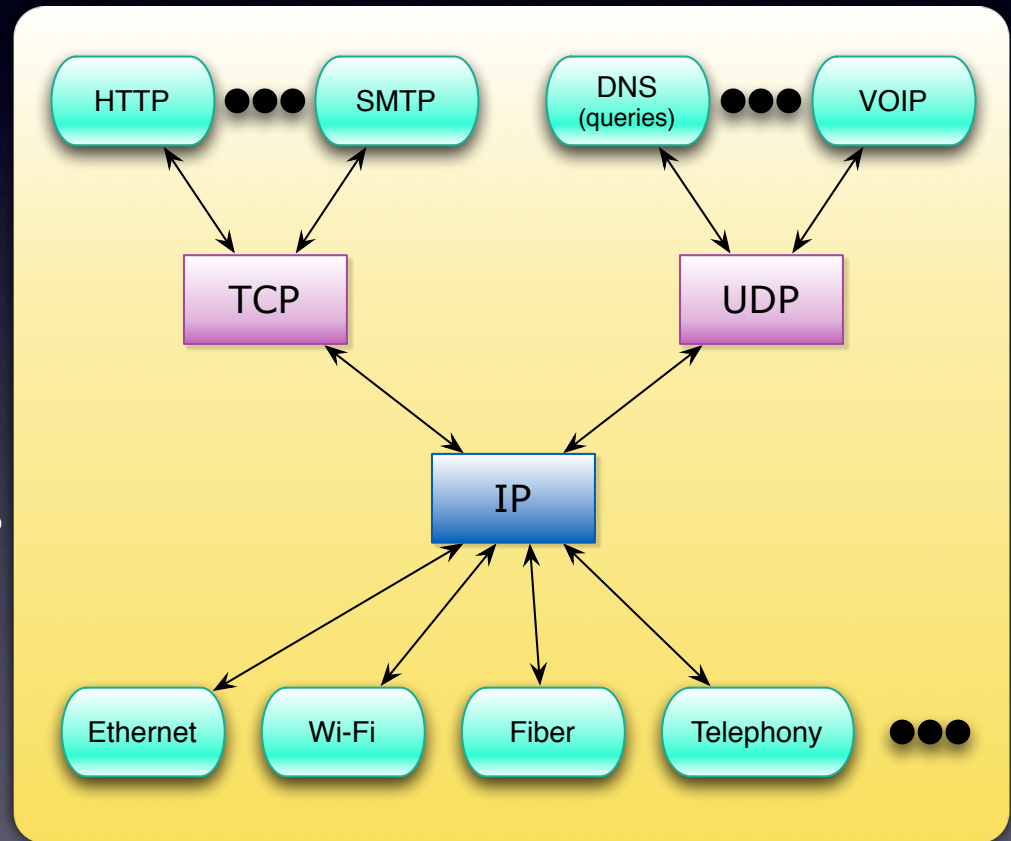 HTTP
SMTP
DNS
(queries)
VOIP
TCP
UDP
IP
Ethernet
Wi-Fi
Fiber
Telephony